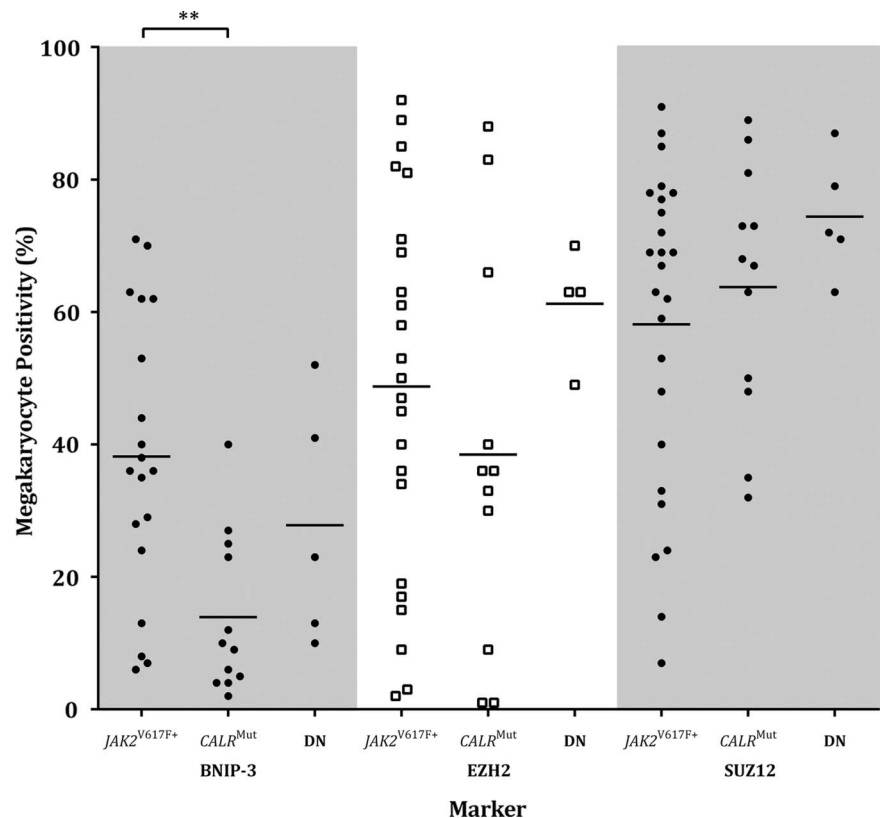 **
100
80
60
40
20
0
Megakaryocyte Positivity (%)
JAK2V617F+ CALRMut DN JAK2V617F+ CALRMut DN JAK2V617F+ CALRMut DN
BNIP-3 EZH2 SUZ12
Marker